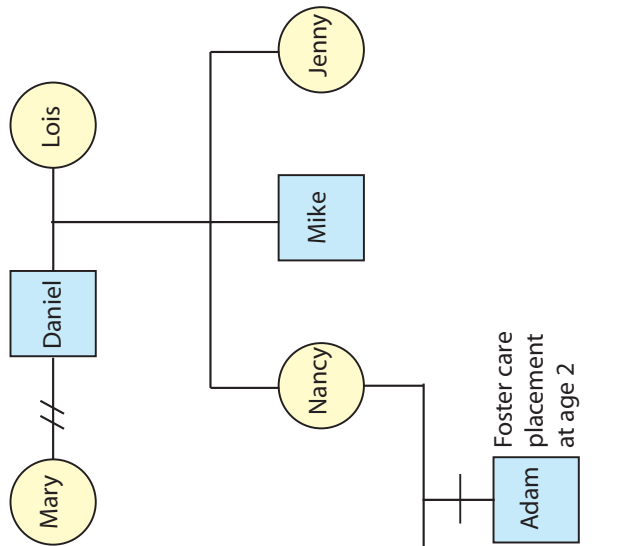 Mary
Daniel
Lois
Nancy
Mike
Jenny
Adam
Foster care
placement
at age 2